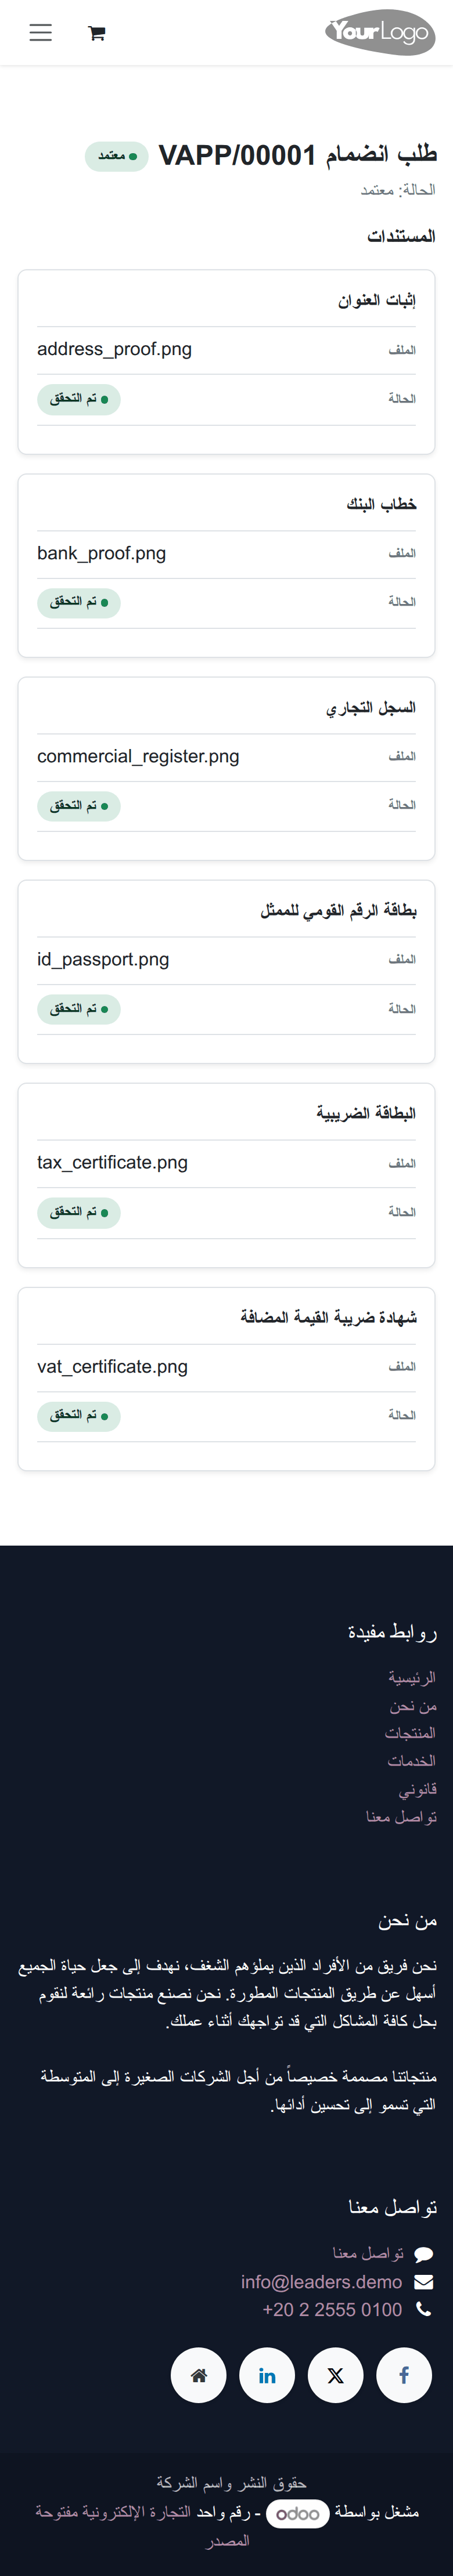 YourLogo
طلب انضمام VAPP/00001 معتمد
الحالة: معتمد
المستندات
إثبات العنوان
الملف address_proof.png
الحالة تم التحقق
خطاب البنك
الملف bank_proof.png
الحالة تم التحقق
السجل التجاري
الملف commercial_register.png
الحالة تم التحقق
بطاقة الرقم القومي للممثل
الملف id_passport.png
الحالة تم التحقق
البطاقة الضريبية
الملف tax_certificate.png
الحالة تم التحقق
شهادة ضريبة القيمة المضافة
الملف vat_certificate.png
الحالة تم التحقق
روابط مفيدة
الرئيسية
من نحن
المنتجات
الخدمات
قانوني
تواصل معنا
من نحن
نحن فريق من الأفراد الذين يملؤهم الشغف، نهدف إلى جعل حياة الجميع
أسهل عن طريق المنتجات المطورة. نحن نصنع منتجات رائعة لنقوم
بحل كافة المشاكل التي قد تواجهك أثناء عملك.
منتجاتنا مصممة خصيصاً من أجل الشركات الصغيرة إلى المتوسطة
التي تسمو إلى تحسين أدائها.
تواصل معنا
تواصل معنا
info@leaders.demo
+20 2 2555 0100
حقوق النشر واسم الشركة
مشغل بواسطة odoo - رقم واحد التجارة الإلكترونية مفتوحة
المصدر